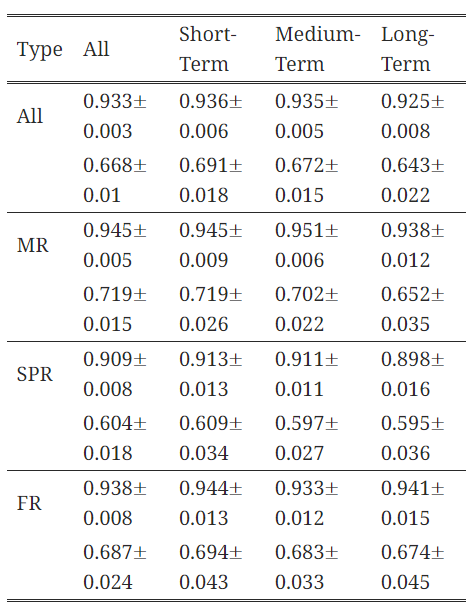 Type All Short-Term Medium-Term Long-Term
All 0.933± 0.003 0.936± 0.006 0.935± 0.005 0.925± 0.008
0.668± 0.01 0.691± 0.018 0.672± 0.015 0.643± 0.022
MR 0.945± 0.005 0.945± 0.009 0.951± 0.006 0.938± 0.012
0.719± 0.015 0.719± 0.026 0.702± 0.022 0.652± 0.035
SPR 0.909± 0.008 0.913± 0.013 0.911± 0.011 0.898± 0.016
0.604± 0.018 0.609± 0.034 0.597± 0.027 0.595± 0.036
FR 0.938± 0.008 0.944± 0.013 0.933± 0.012 0.941± 0.015
0.687± 0.024 0.694± 0.043 0.683± 0.033 0.674± 0.045